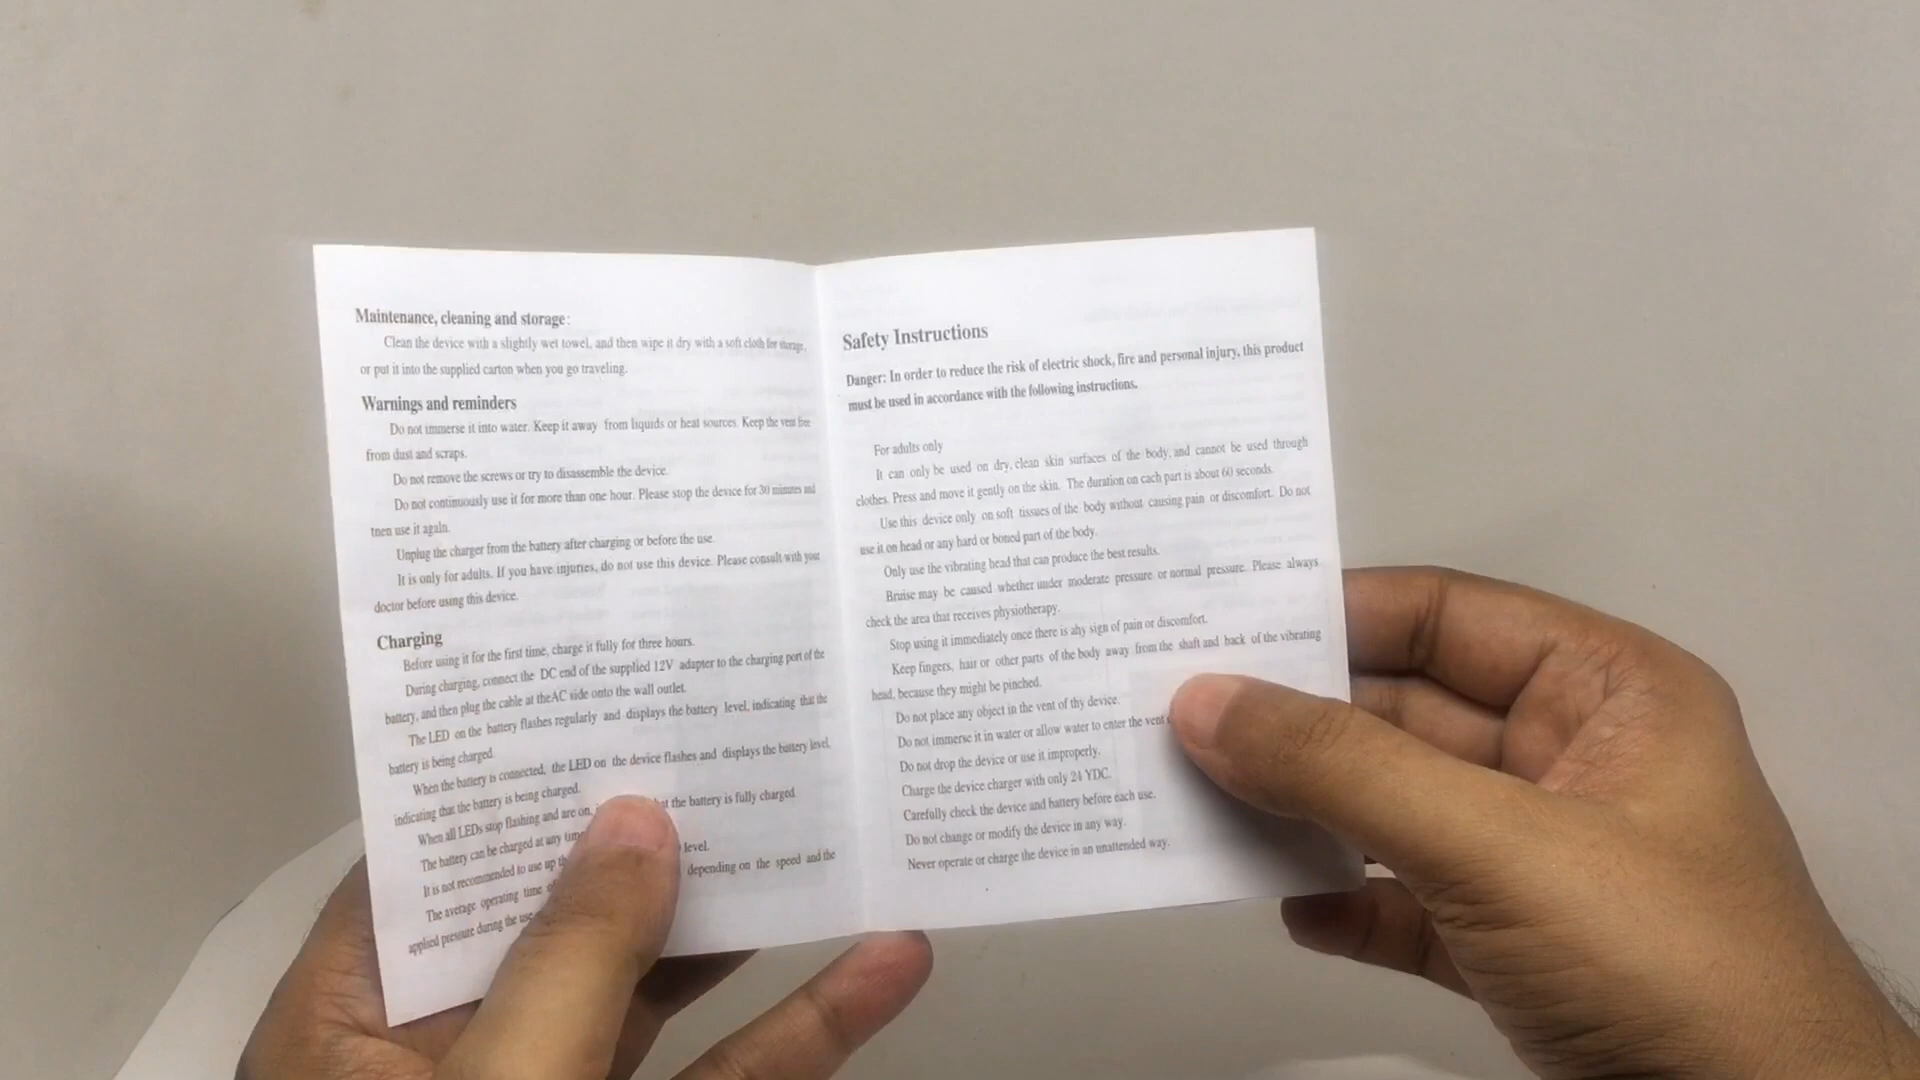 Maintenance, cleaning and storage:
Clean the device with a slightly wet towel, and then wipe it dry with a soft cloth for storage,
or put it into the supplied carton when you go traveling.
Warnings and reminders
Do not immerse it into water. Keep it away from liquids or heat sources. Keep the vent free
from dust and scraps.
Do not remove the screws or try to disassemble the device.
Do not continuously use it for more than one hour. Please stop the device for 30 minutes and
tnen use it again.
Unplug the charger from the battery after charging or before the use.
It is only for adults. If you have injuries, do not use this device. Please consult with your
doctor before using this device.
Charging
Before using it for the first time, charge it fully for three hours.
During charging, connect the DC end of the supplied 12V adapter to the charging port of the
battery, and then plug the cable at theAC side onto the wall outlet.
The LED on the battery flashes regularly and displays the battery level, indicating that the
battery is being charged.
When the battery is connected, the LED on the device flashes and displays the battery level,
indicating that the battery is being charged.
When all LEDs stop flashing and are on, the battery is fully charged.
The battery can be charged at any time
It is not recommended to use up level.
The average operating time depending on the speed and the
applied pressure during the use
Safety Instructions
Danger: In order to reduce the risk of electric shock, fire and personal injury, this product
must be used in accordance with the following instructions.
For adults only
It can only be used on dry, clean skin surfaces of the body, and cannot be used through
clothes. Press and move it gently on the skin. The duration on each part is about 60 seconds.
Use this device only on soft tissues of the body without causing pain or discomfort. Do not
use it on head or any hard or boned part of the body.
Only use the vibrating head that can produce the best results.
Bruise may be caused whether under moderate pressure or normal pressure. Please always
check the area that receives physiotherapy.
Stop using it immediately once there is ahy sign of pain or discomfort.
Keep fingers, hair or other parts of the body away from the shaft and back of the vibrating
head, because they might be pinched.
Do not place any object in the vent of thy device.
Do not immerse it in water or allow water to enter the vent
Do not drop the device or use it improperly.
Charge the device charger with only 24 YDC.
Carefully check the device and battery before each use.
Do not change or modify the device in any way.
Never operate or charge the device in an unattended way.